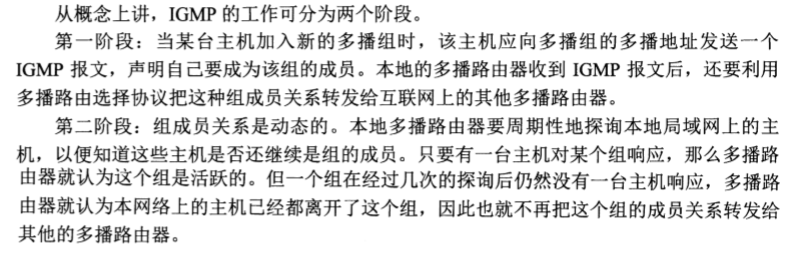 从概念上讲，IGMP 的工作可分为两个阶段。
第一阶段：当某台主机加入新的多播组时，该主机应向多播组的多播地址发送一个
IGMP 报文，声明自己要成为该组的成员。本地的多播路由器收到 IGMP 报文后，还要利用
多播路由选择协议把这种组成员关系转发给互联网上的其他多播路由器。
第二阶段：组成员关系是动态的。本地多播路由器要周期性地探询本地局域网上的主
机，以便知道这些主机是否还继续是组的成员。只要有一台主机对某个组响应，那么多播路
由器就认为这个组是活跃的。但一个组在经过几次的探询后仍然没有一台主机响应，多播路
由器就认为本网络上的主机已经都离开了这个组，因此也就不再把这个组的成员关系转发给
其他的多播路由器。